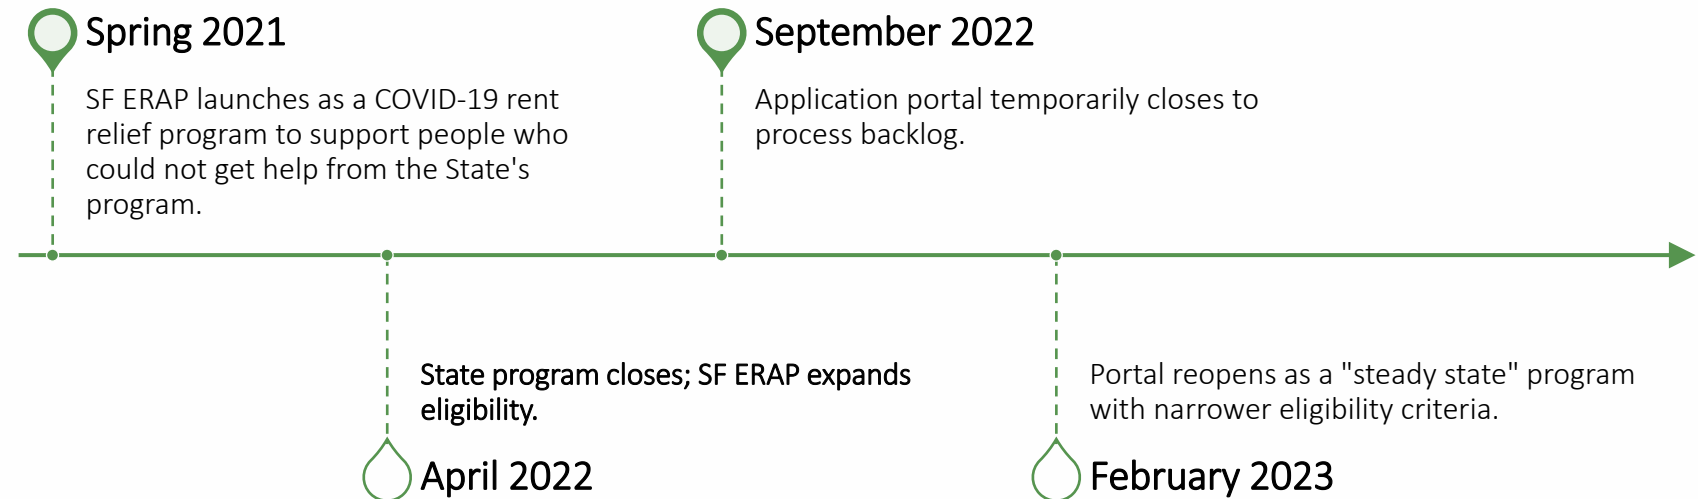 Spring 2021
SF ERAP launches as a COVID-19 rent
relief program to support people who
could not get help from the State's
program.
State program closes; SF ERAP expands
eligibility.
April 2022
September 2022
Application portal temporarily closes to
process backlog.
Portal reopens as a "steady state" program
with narrower eligibility criteria.
February 2023